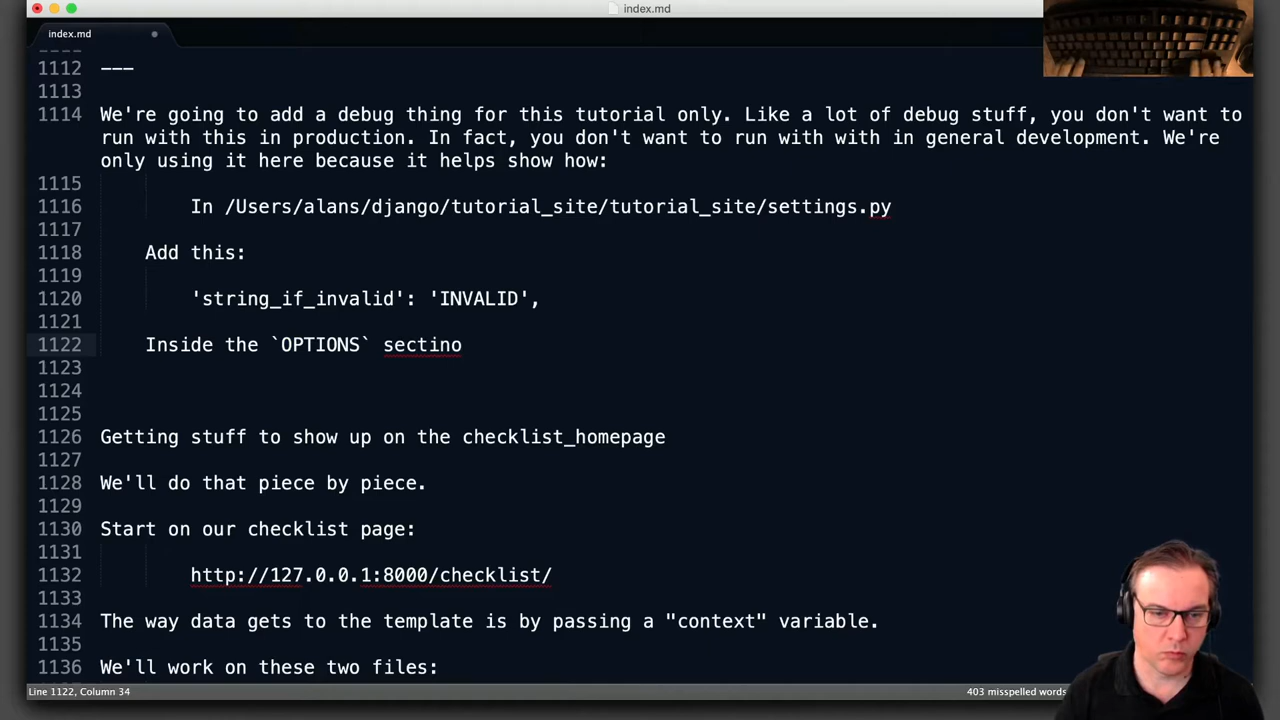 index.md
index.md
1112 ---
1113
1114 We're going to add a debug thing for this tutorial only. Like a lot of debug stuff, you don't want to
run with this in production. In fact, you don't want to run with with in general development. We're
only using it here because it helps show how:
1115
1116 In /Users/alans/django/tutorial_site/tutorial_site/settings.py
1117
1118 Add this:
1119
1120 'string_if_invalid': 'INVALID',
1121
1122 Inside the `OPTIONS` sectino
1123
1124
1125
1126 Getting stuff to show up on the checklist_homepage
1127
1128 We'll do that piece by piece.
1129
1130 Start on our checklist page:
1131
1132 http://127.0.0.1:8000/checklist/
1133
1134 The way data gets to the template is by passing a "context" variable.
1135
1136 We'll work on these two files:
Line 1122, Column 34
403 misspelled words